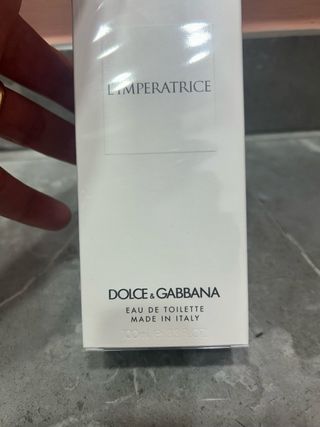 L'IMPERATRICE
DOLCE & GABBANA
EAU DE TOILETTE
MADE IN ITALY